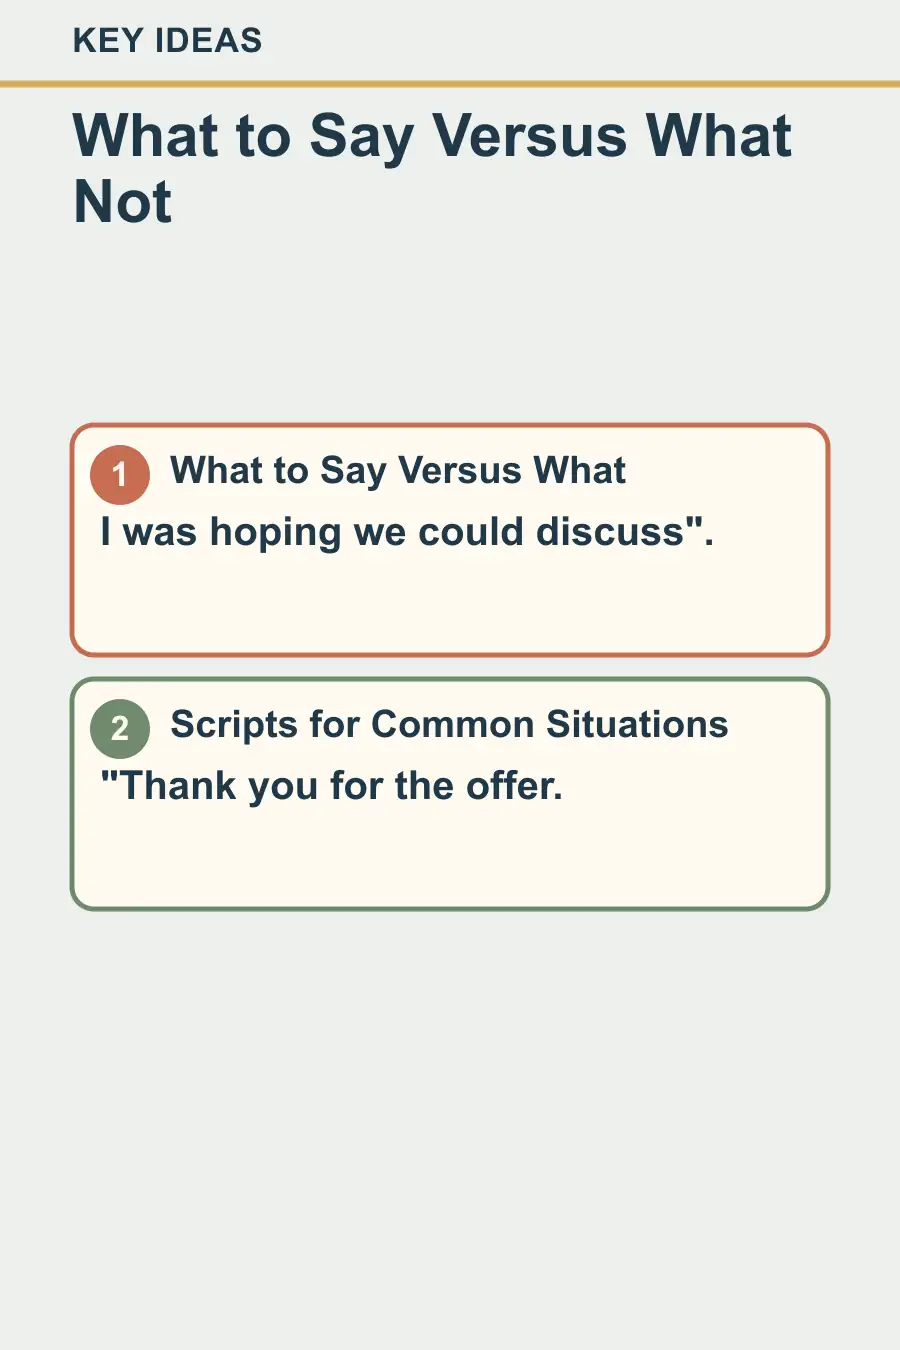 KEY IDEAS
What to Say Versus What
Not
1 What to Say Versus What
I was hoping we could discuss".
2 Scripts for Common Situations
"Thank you for the offer.